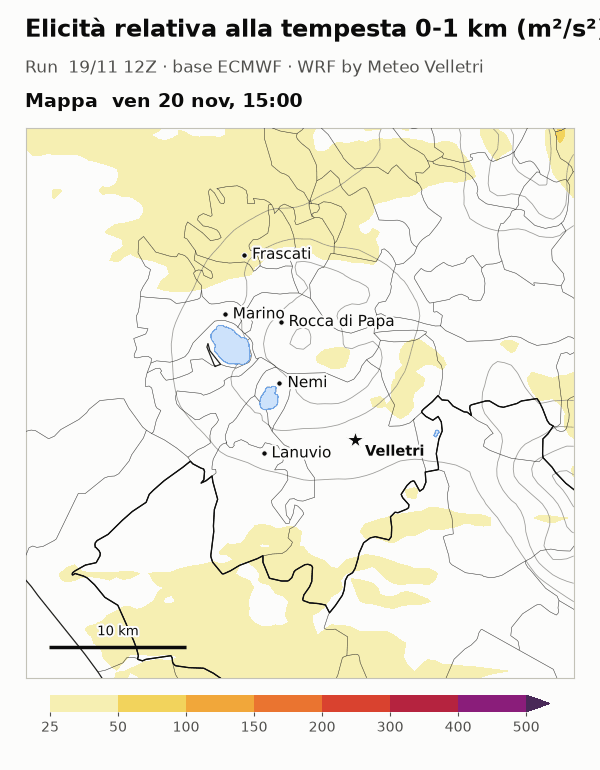 Elicità relativa alla tempesta 0-1 km (m²/s²)
Run  19/11 12Z · base ECMWF · WRF by Meteo Velletri
Mappa  ven 20 nov, 15:00
Frascati
Marino
Rocca di Papa
Nemi
Lanuvio
Velletri
10 km
25 50 100 150 200 300 400 500